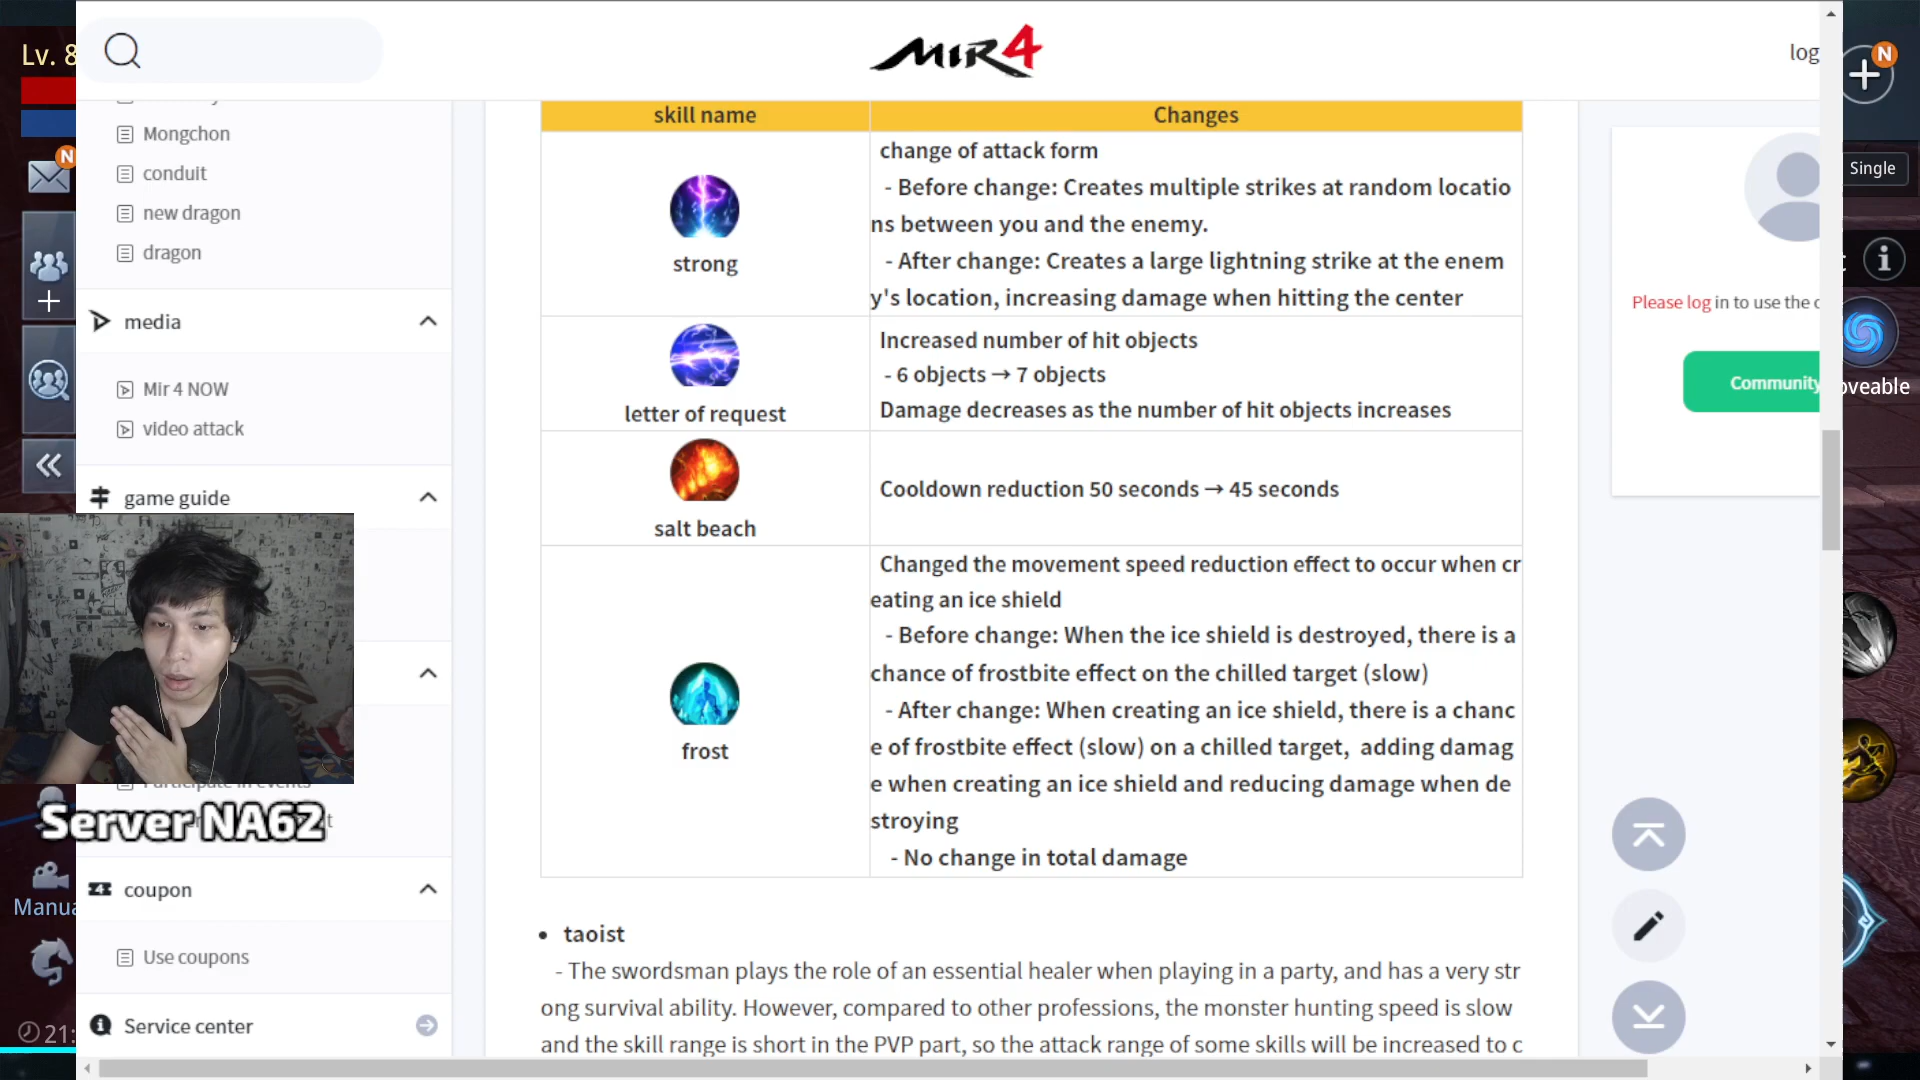 Lv. 8
MIR4
log
N
N
Single
Mongchon
conduit
new dragon
dragon
media
Mir 4 NOW
video attack
game guide
Participate in events
Server NA62
coupon
Use coupons
Service center
Manua
21:
skill name
Changes
strong
change of attack form
- Before change: Creates multiple strikes at random locatio
ns between you and the enemy.
- After change: Creates a large lightning strike at the enem
y's location, increasing damage when hitting the center
letter of request
Increased number of hit objects
- 6 objects → 7 objects
Damage decreases as the number of hit objects increases
salt beach
Cooldown reduction 50 seconds → 45 seconds
frost
Changed the movement speed reduction effect to occur when cr
eating an ice shield
- Before change: When the ice shield is destroyed, there is a
chance of frostbite effect on the chilled target (slow)
- After change: When creating an ice shield, there is a chanc
e of frostbite effect (slow) on a chilled target, adding damag
e when creating an ice shield and reducing damage when de
stroying
- No change in total damage
• taoist
- The swordsman plays the role of an essential healer when playing in a party, and has a very str
ong survival ability. However, compared to other professions, the monster hunting speed is slow
and the skill range is short in the PVP part, so the attack range of some skills will be increased to c
Please log in to use the c
Community
oveable